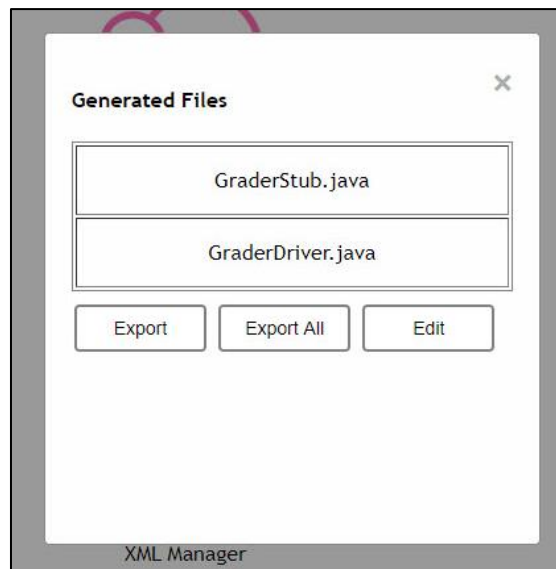 Generated Files
×
GraderStub.java
GraderDriver.java
Export Export All Edit
XML Manager